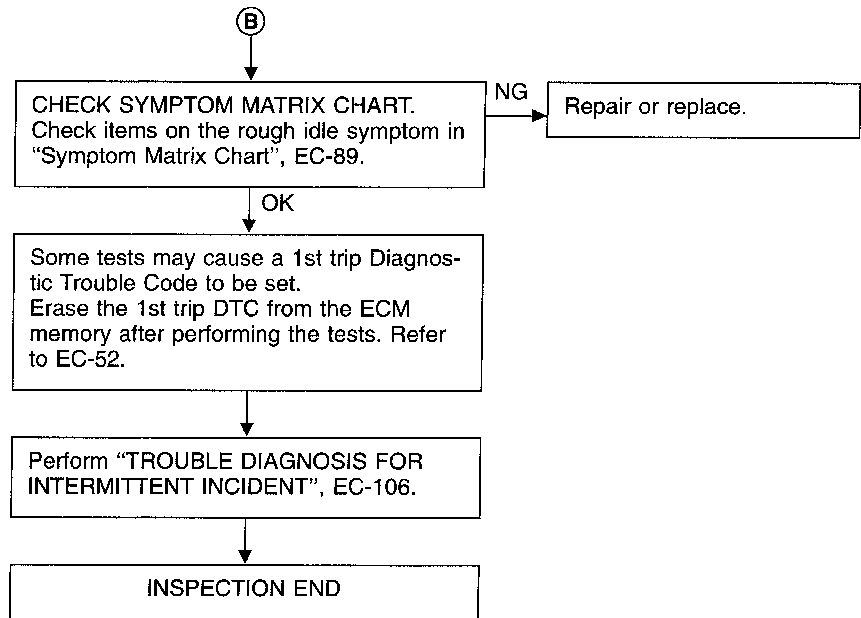 B
CHECK SYMPTOM MATRIX CHART.
Check items on the rough idle symptom in
“Symptom Matrix Chart”, EC-89.
NG
Repair or replace.
OK
Some tests may cause a 1st trip Diagnos-
tic Trouble Code to be set.
Erase the 1st trip DTC from the ECM
memory after performing the tests. Refer
to EC-52.
Perform “TROUBLE DIAGNOSIS FOR
INTERMITTENT INCIDENT”, EC-106.
INSPECTION END